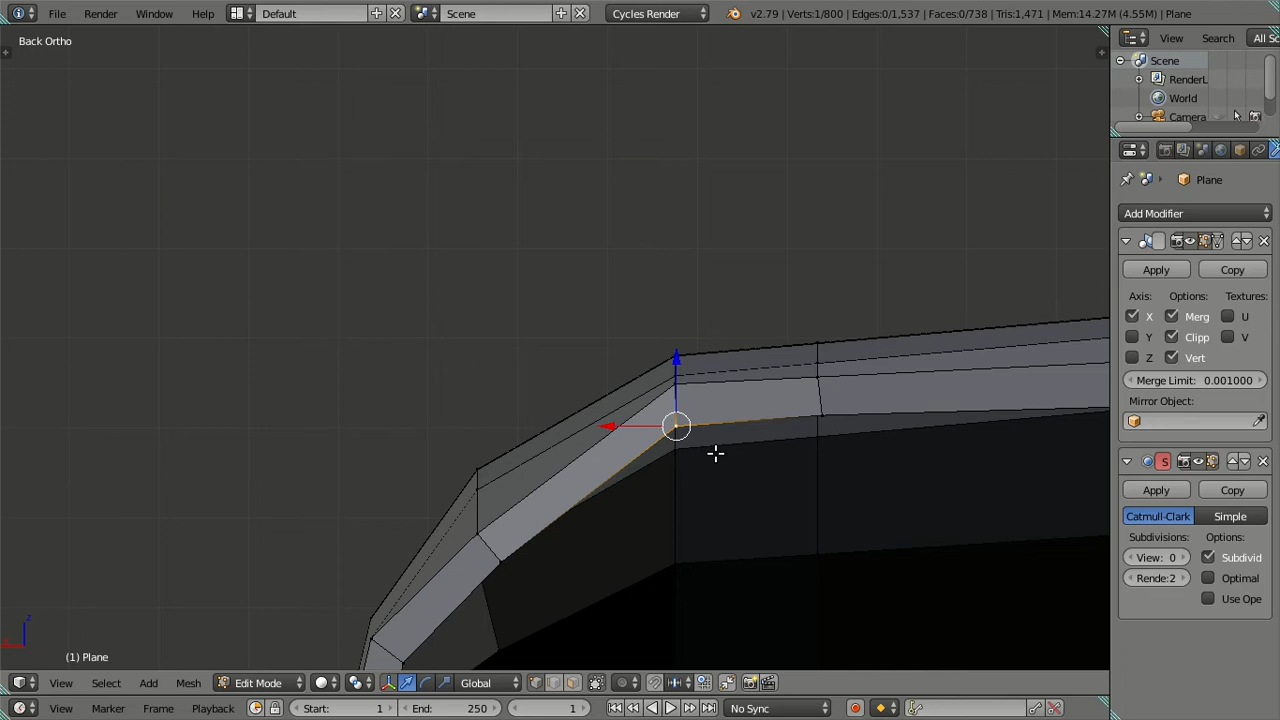 File Render Window Help Default Scene Cycles Render v2.79 | Verts:1/800 | Edges:0/1,537 | Faces:0/738 | Tris:1,471 | Mem:14.27M (4.55M) | Plane
Back Ortho
View Search All Sc
Scene
RenderL
World
Camera
Plane
Add Modifier
Apply Copy
Axis: Options: Textures:
X Merg U
Y Clipp V
Z Vert
Merge Limit: 0.001000
Mirror Object:
S
Apply Copy
Catmull-Clark Simple
Subdivisions: Options:
View: 0 Subdivid
Rende:2 Optimal
Use Ope
z
(1) Plane
View Select Add Mesh Edit Mode Global
View Marker Frame Playback Start: 1 End: 250 1 No Sync